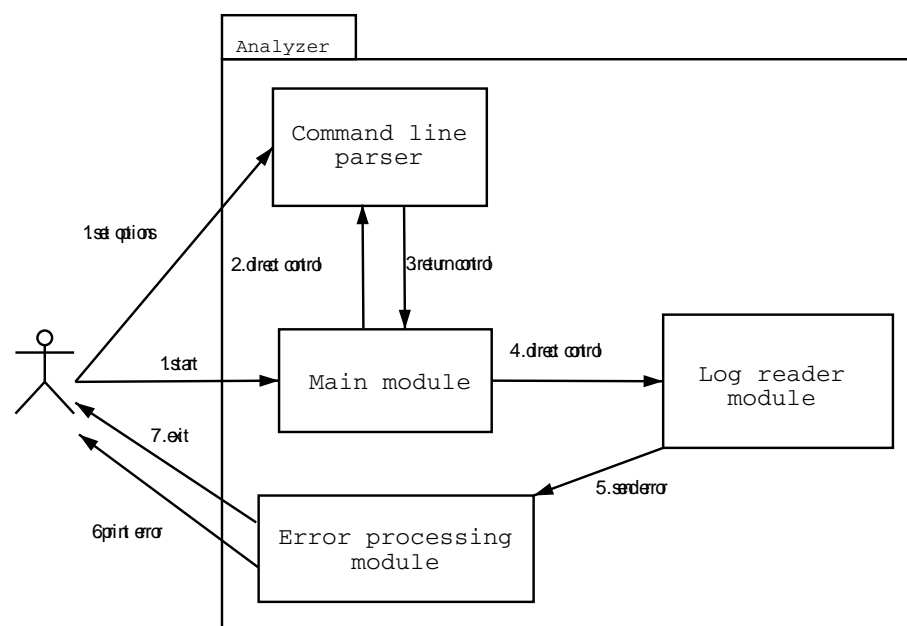 Analyzer
Command line
parser
1.set options
2.direct control
3.return control
1.start
Main module
4.direct control
Log reader
module
7.exit
5.send error
6.print error
Error processing
module